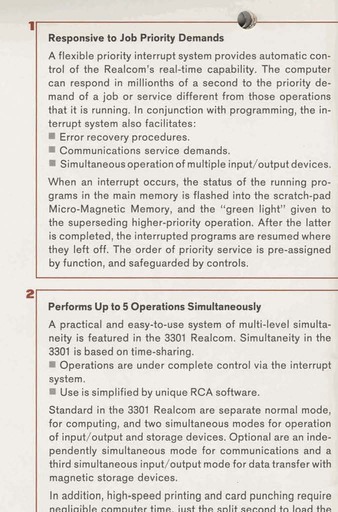 1
Responsive to Job Priority Demands
A flexible priority interrupt system provides automatic con-
trol of the Realcom's real-time capability. The computer
can respond in millionths of a second to the priority de-
mand of a job or service different from those operations
that it is running. In conjunction with programming, the in-
terrupt system also facilitates:
■ Error recovery procedures.
■ Communications service demands.
■ Simultaneous operation of multiple input/output devices.
When an interrupt occurs, the status of the running pro-
grams in the main memory is flashed into the scratch-pad
Micro-Magnetic Memory, and the "green light" given to
the superseding higher-priority operation. After the latter
is completed, the interrupted programs are resumed where
they left off. The order of priority service is pre-assigned
by function, and safeguarded by controls.
2
Performs Up to 5 Operations Simultaneously
A practical and easy-to-use system of multi-level simulta-
neity is featured in the 3301 Realcom. Simultaneity in the
3301 is based on time-sharing.
■ Operations are under complete control via the interrupt
system.
■ Use is simplified by unique RCA software.
Standard in the 3301 Realcom are separate normal mode,
for computing, and two simultaneous modes for operation
of input/output and storage devices. Optional are an inde-
pendently simultaneous mode for communications and a
third simultaneous input/output mode for data transfer with
magnetic storage devices.
In addition, high-speed printing and card punching require
negligible computer time, just the split second to load the